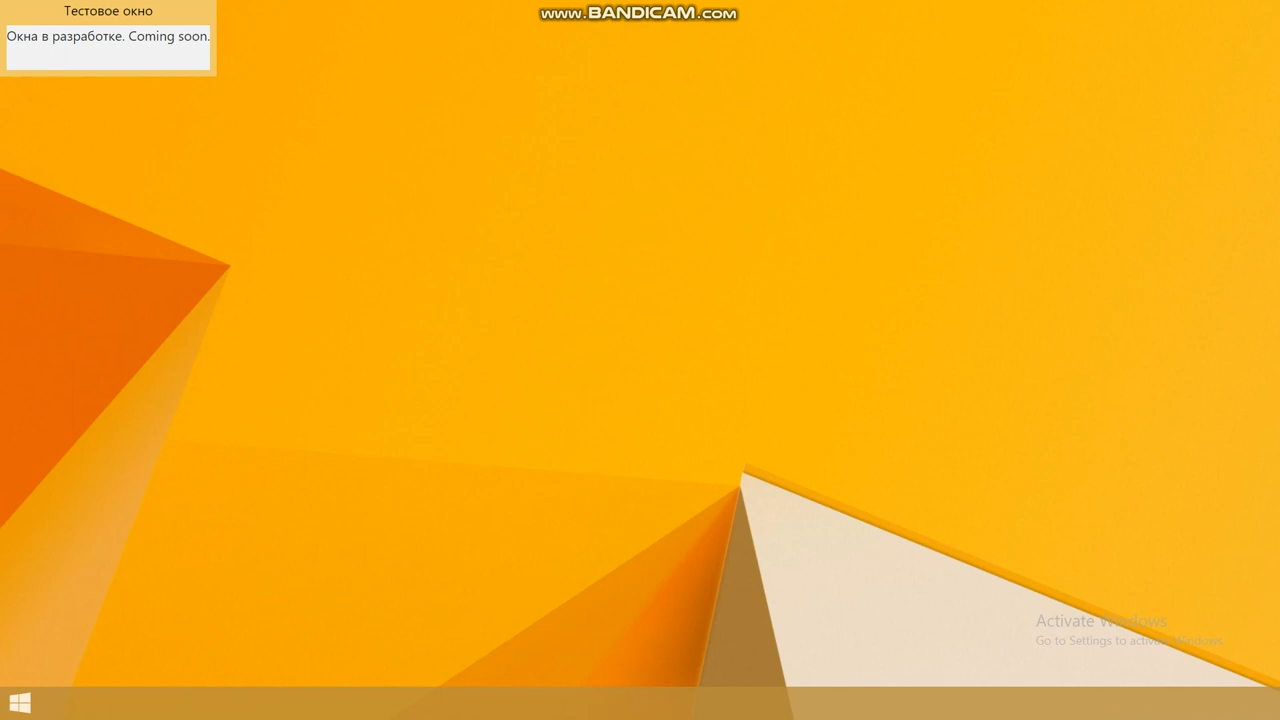 Тестовое окно
www.BANDICAM.com
Окна в разработке. Coming soon.
Activate Windows
Go to Settings to activate Windows.